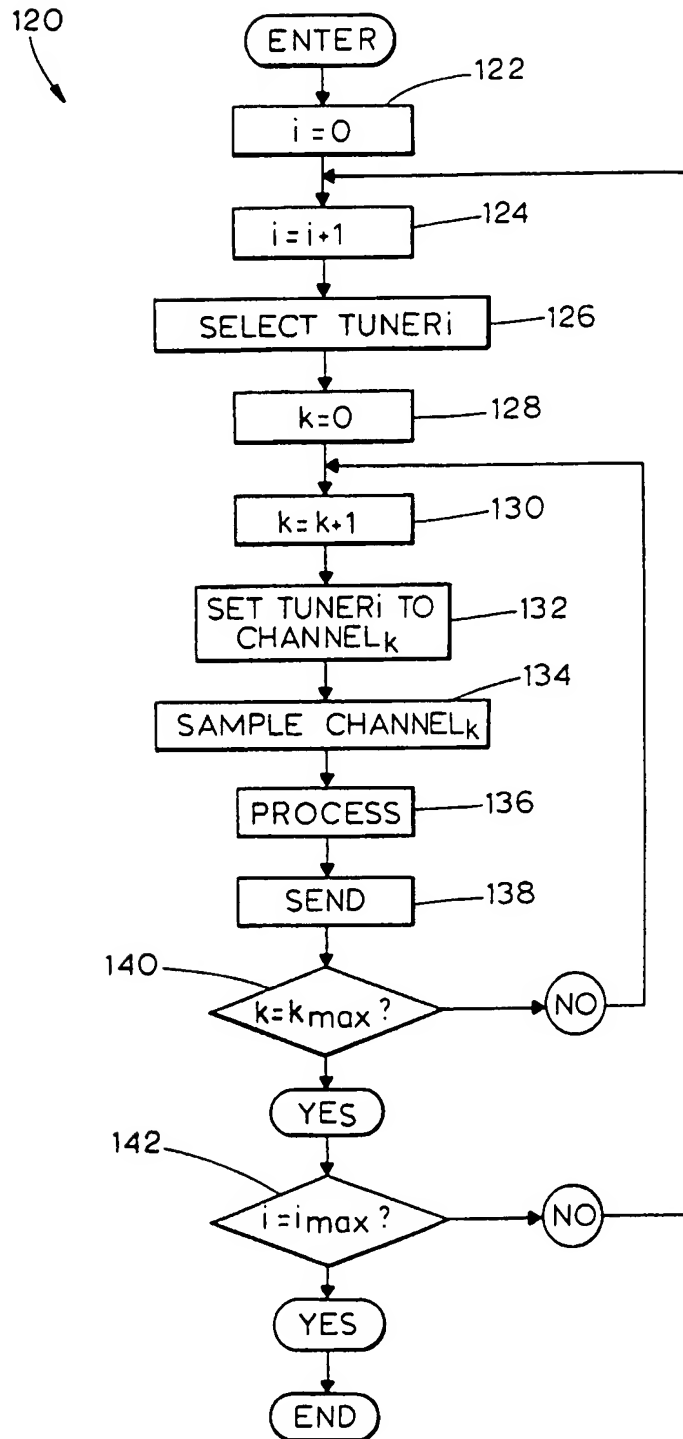 120
ENTER
122
i=0
124
i=i+1
SELECT TUNERi
126
k=0
128
k=k+1
130
SET TUNERi TO
CHANNELk
132
134
SAMPLE CHANNELk
PROCESS
136
SEND
138
140
k=kmax?
NO
YES
142
i=imax?
NO
YES
END